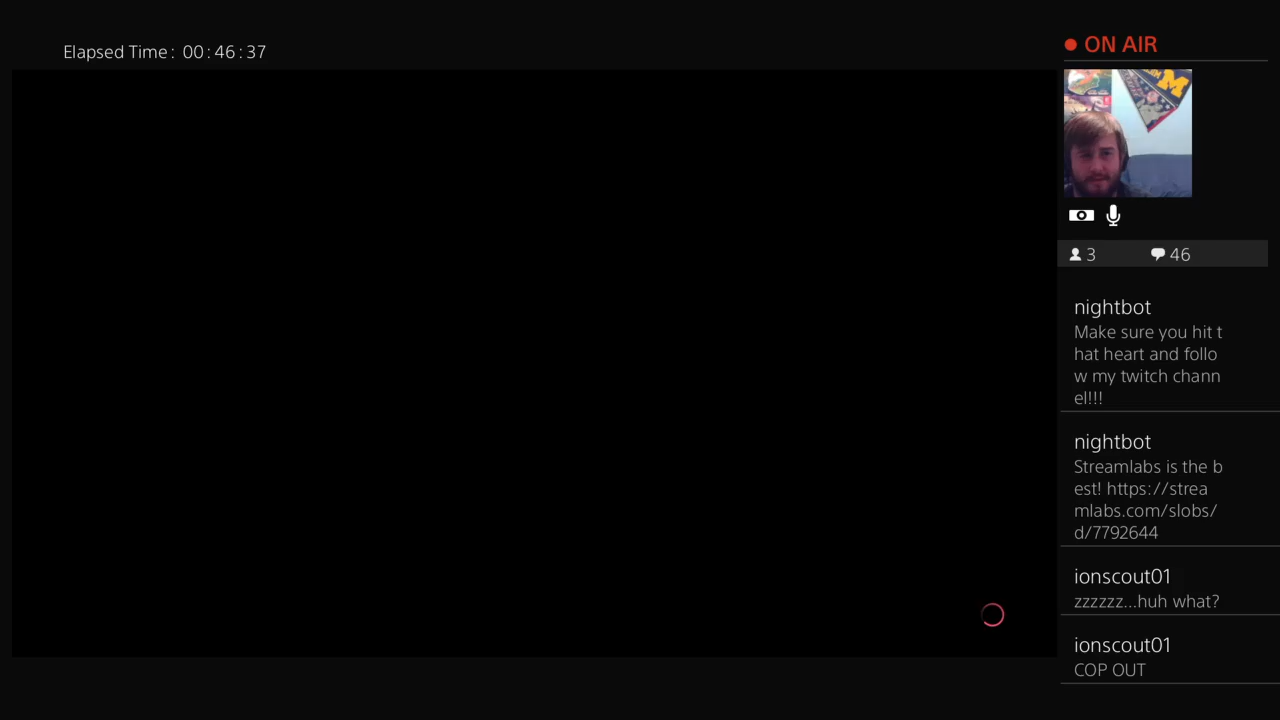 Elapsed Time: 00:46:37
ON AIR
M
3 46
nightbot
Make sure you hit t
hat heart and follo
w my twitch chann
el!!!
nightbot
Streamlabs is the b
est! https://strea
mlabs.com/slobs/
d/7792644
ionscout01
zzzzzz...huh what?
ionscout01
COP OUT